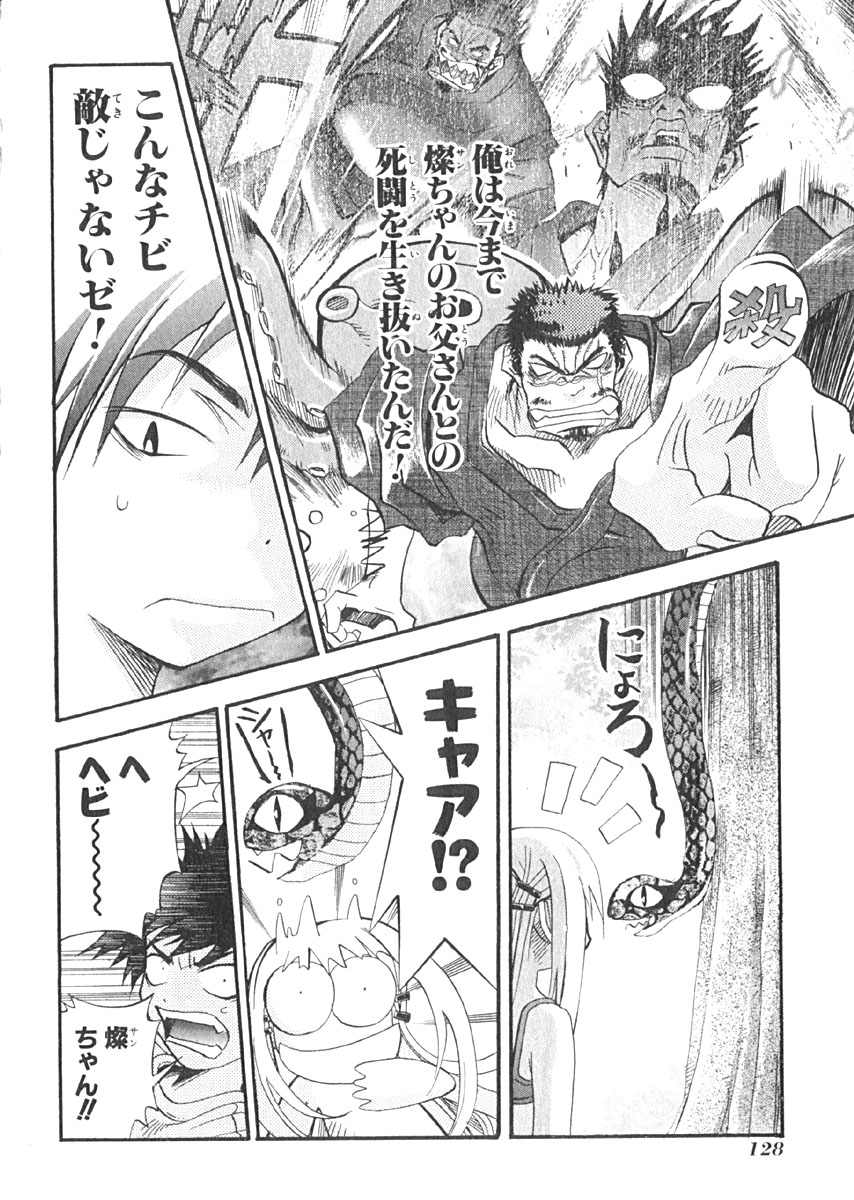 殺
俺は今まで
燦ちゃんのお父さんとの
死闘を生き抜いたんだ!
こんなチビ
敵じゃないぜ!
にょろ〜
キャア!?
シャー
ヘ
ヘビ〜〜〜
燦ちゃん!!
128